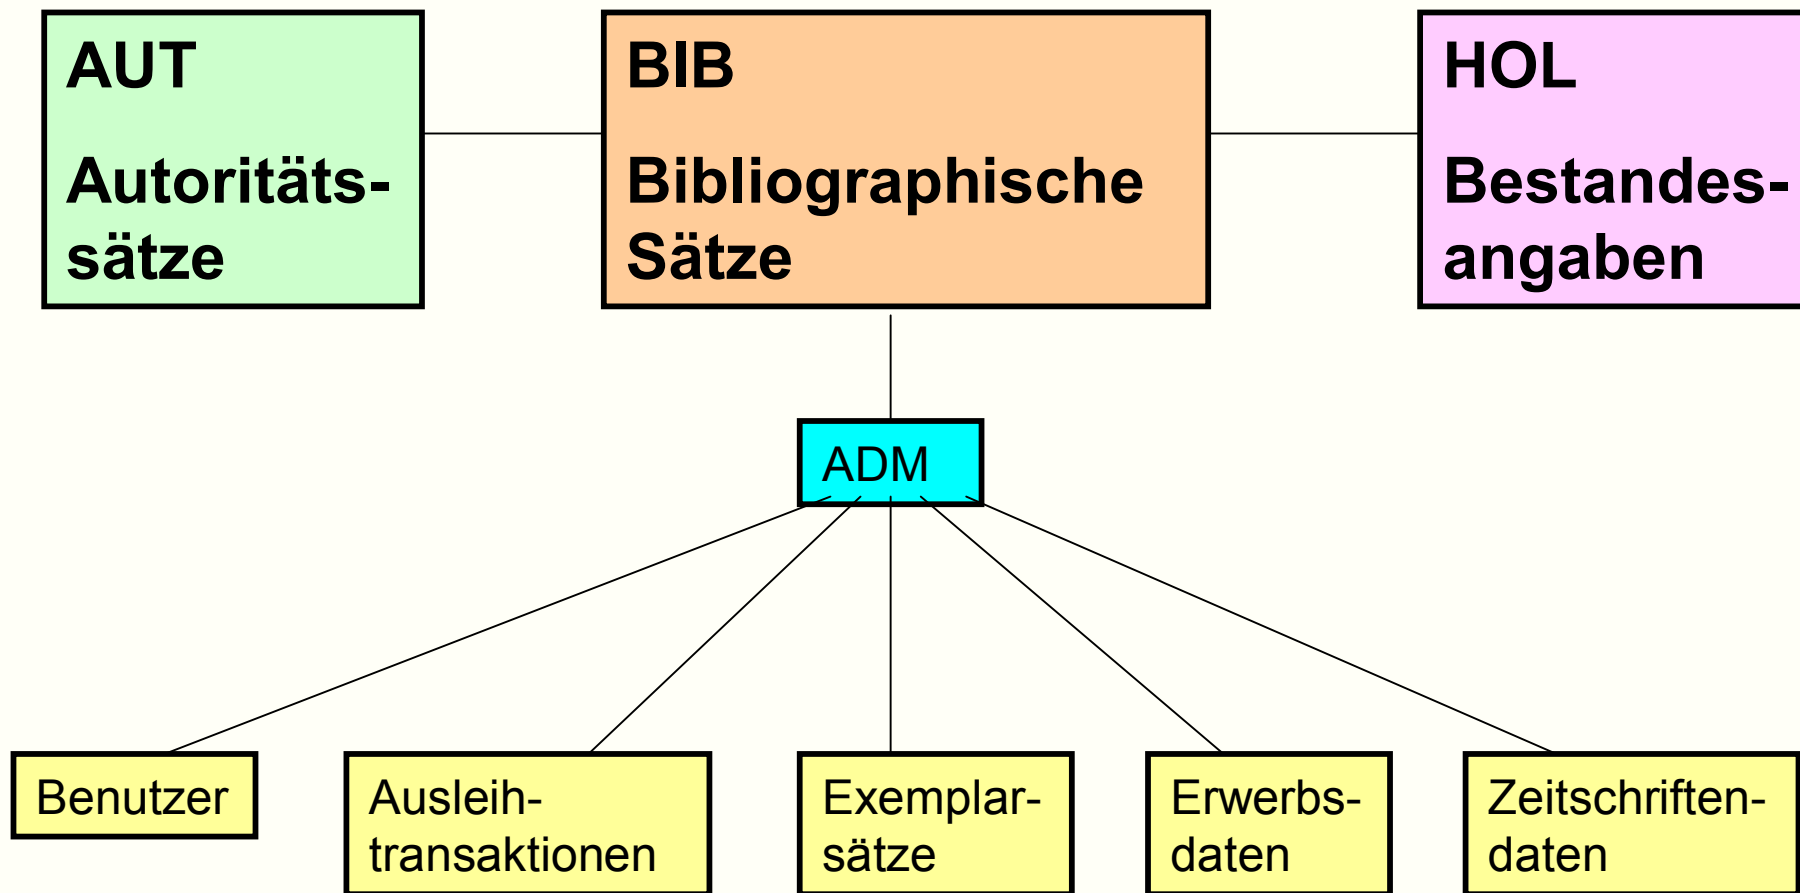 AUT
Autoritäts-
sätze
BIB
Bibliographische
Sätze
HOL
Bestandes-
angaben
ADM
Benutzer
Ausleih-
transaktionen
Exemplar-
sätze
Erwerbs-
daten
Zeitschriften-
daten